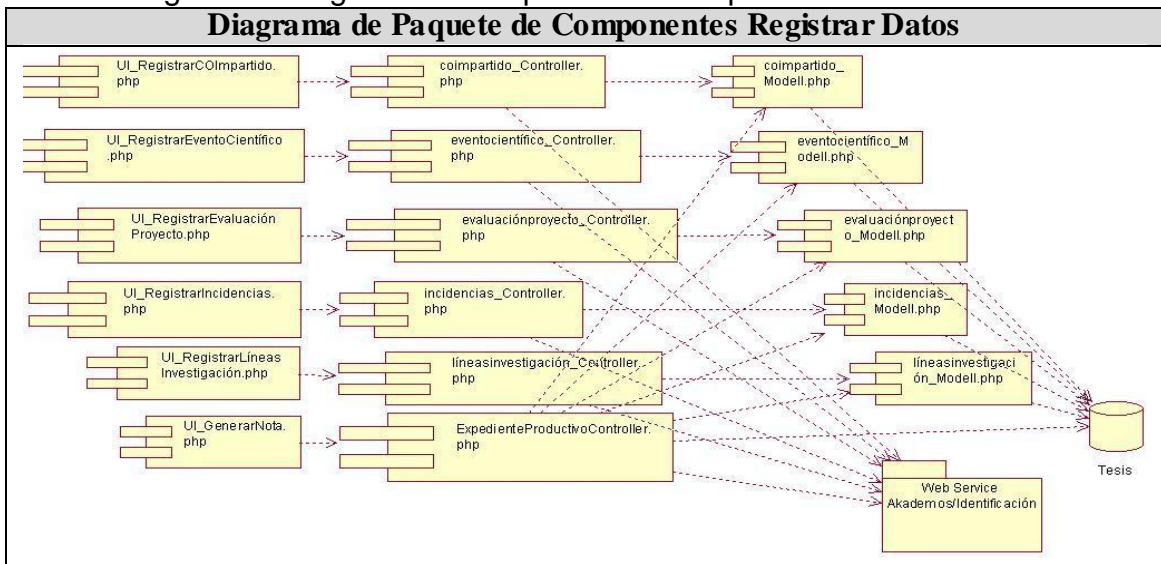 Diagrama de Paquete de Componentes Registrar Datos
UI_RegistrarCOImpartido.
php
coimpartido_Controller.
php
coimpartido_
Modell.php
UI_RegistrarEventoCientífico
.php
eventocientífico_Controller.
php
eventocientífico_M
odell.php
UI_RegistrarEvaluación
Proyecto.php
evaluaciónproyecto_Controller.
php
evaluaciónproyect
o_Modell.php
UI_RegistrarIncidencias.
php
incidencias_Controller.
php
incidencias_
Modell.php
UI_RegistrarLíneas
Investigación.php
líneasinvestigación_Controller.
php
líneasinvestigaci
ón_Modell.php
UI_GenerarNota.
php
ExpedienteProductivoController.
php
Tesis
Web Service
Akademos/Identificación